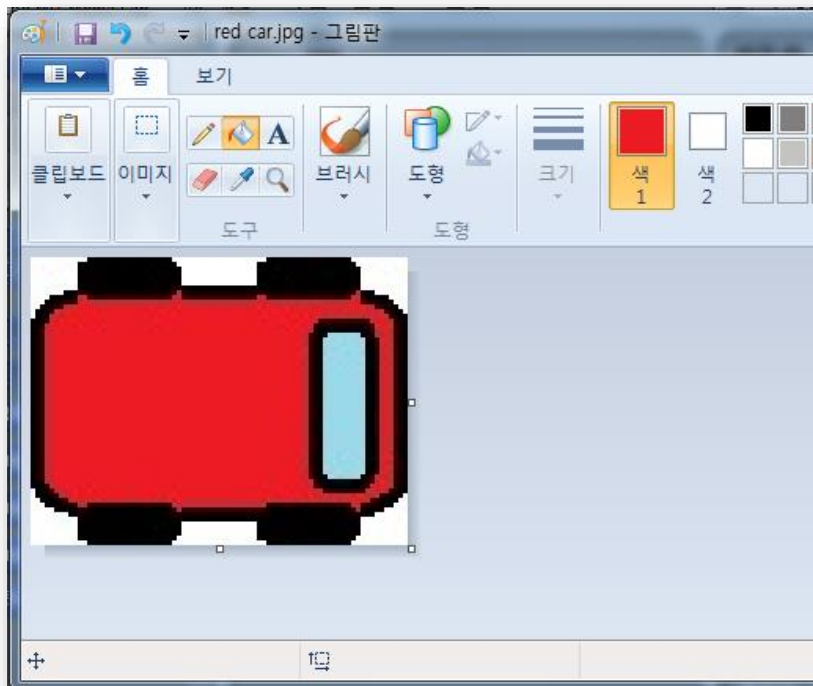 red car.jpg - 그림판
홈 보기
A
클립보드 이미지 브러시 도형 크기 색 1 색 2
도구 도형